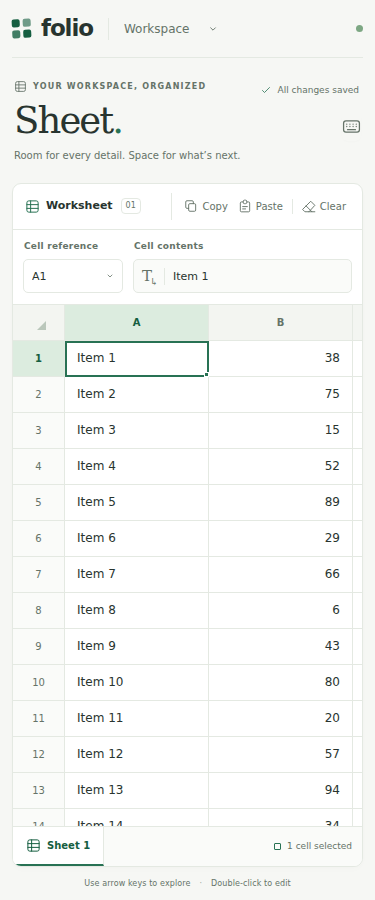 folio Workspace
YOUR WORKSPACE, ORGANIZED
All changes saved
Sheet.
Room for every detail. Space for what's next.
Worksheet 01 Copy Paste Clear
Cell reference Cell contents
A1 Item 1
A B
1 Item 1 38
2 Item 2 75
3 Item 3 15
4 Item 4 52
5 Item 5 89
6 Item 6 29
7 Item 7 66
8 Item 8 6
9 Item 9 43
10 Item 10 80
11 Item 11 20
12 Item 12 57
13 Item 13 94
14 Item 14 34
Sheet 1 1 cell selected
Use arrow keys to explore · Double-click to edit